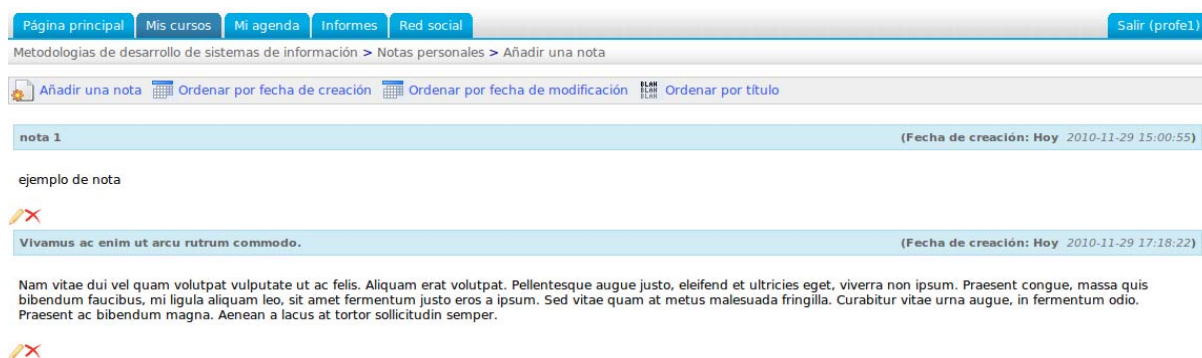 Página principal Mis cursos Mi agenda Informes Red social Salir (profe1)
Metodologias de desarrollo de sistemas de información > Notas personales > Añadir una nota
Añadir una nota Ordenar por fecha de creación Ordenar por fecha de modificación BLAH BLAH BLAH Ordenar por título
nota 1 (Fecha de creación: Hoy 2010-11-29 15:00:55)
ejemplo de nota
Vivamus ac enim ut arcu rutrum commodo. (Fecha de creación: Hoy 2010-11-29 17:18:22)
Nam vitae dui vel quam volutpat vulputate ut ac felis. Aliquam erat volutpat. Pellentesque augue justo, eleifend et ultricies eget, viverra non ipsum. Praesent congue, massa quis
bibendum faucibus, mi ligula aliquam leo, sit amet fermentum justo eros a ipsum. Sed vitae quam at metus malesuada fringilla. Curabitur vitae urna augue, in fermentum odio.
Praesent ac bibendum magna. Aenean a lacus at tortor sollicitudin semper.